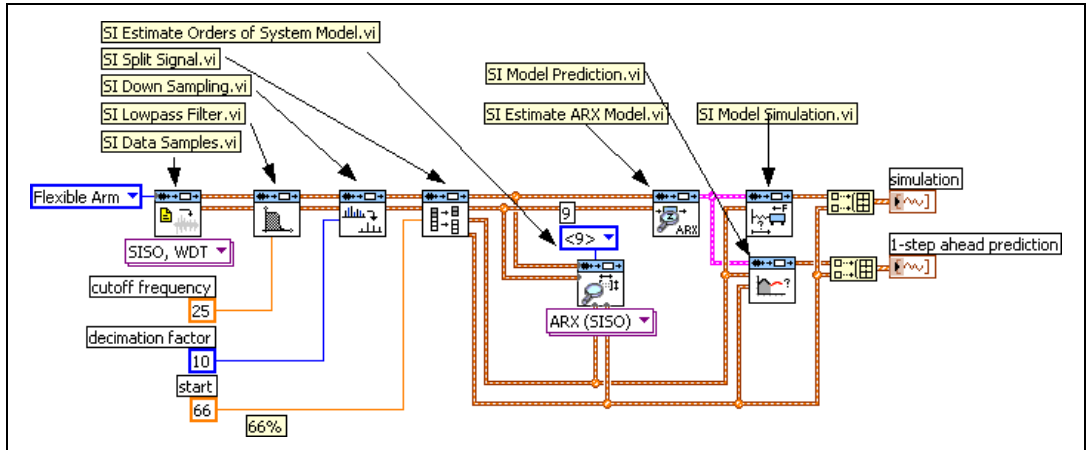 SI Estimate Orders of System Model.vi
SI Split Signal.vi
SI Down Sampling.vi
SI Lowpass Filter.vi
SI Data Samples.vi
SI Model Prediction.vi
SI Estimate ARX Model.vi
SI Model Simulation.vi
Flexible Arm
SISO, WDT
cutoff frequency
25
decimation factor
10
start
66
66%
9
<9>
ARX (SISO)
ARX
F
?
?
simulation
1-step ahead prediction